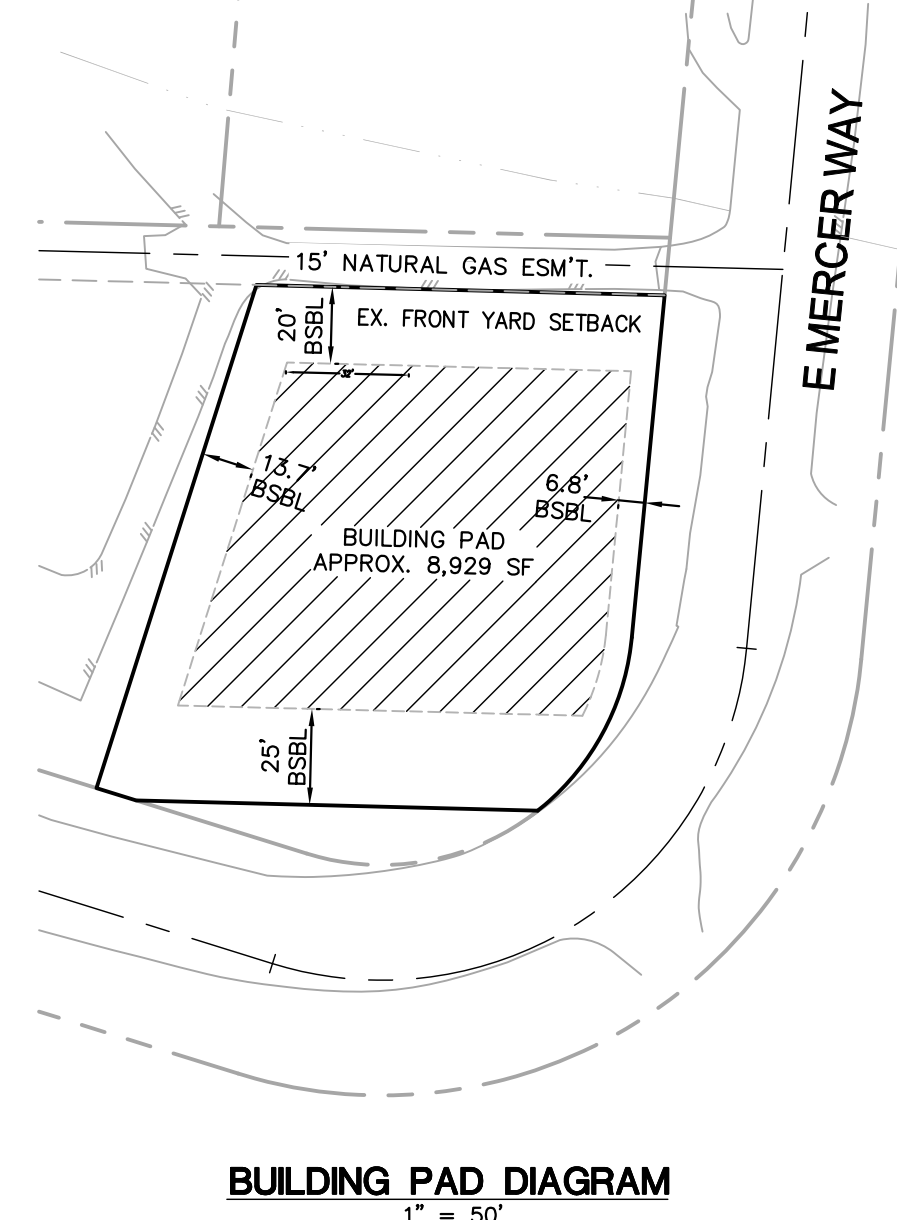 E MERCER WAY
15' NATURAL GAS ESM'T.
20'
BSBL
EX. FRONT YARD SETBACK
32'
13.7'
BSBL
6.8'
BSBL
BUILDING PAD
APPROX. 8,929 SF
25'
BSBL
BUILDING PAD DIAGRAM
1" = 50'